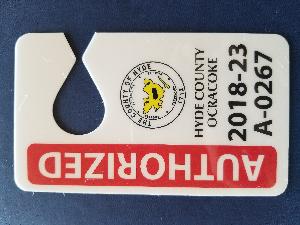 THE COUNTY OF HYDE
HYDE COUNTY
OCRACOKE
2018-23
A-0267
AUTHORIZED